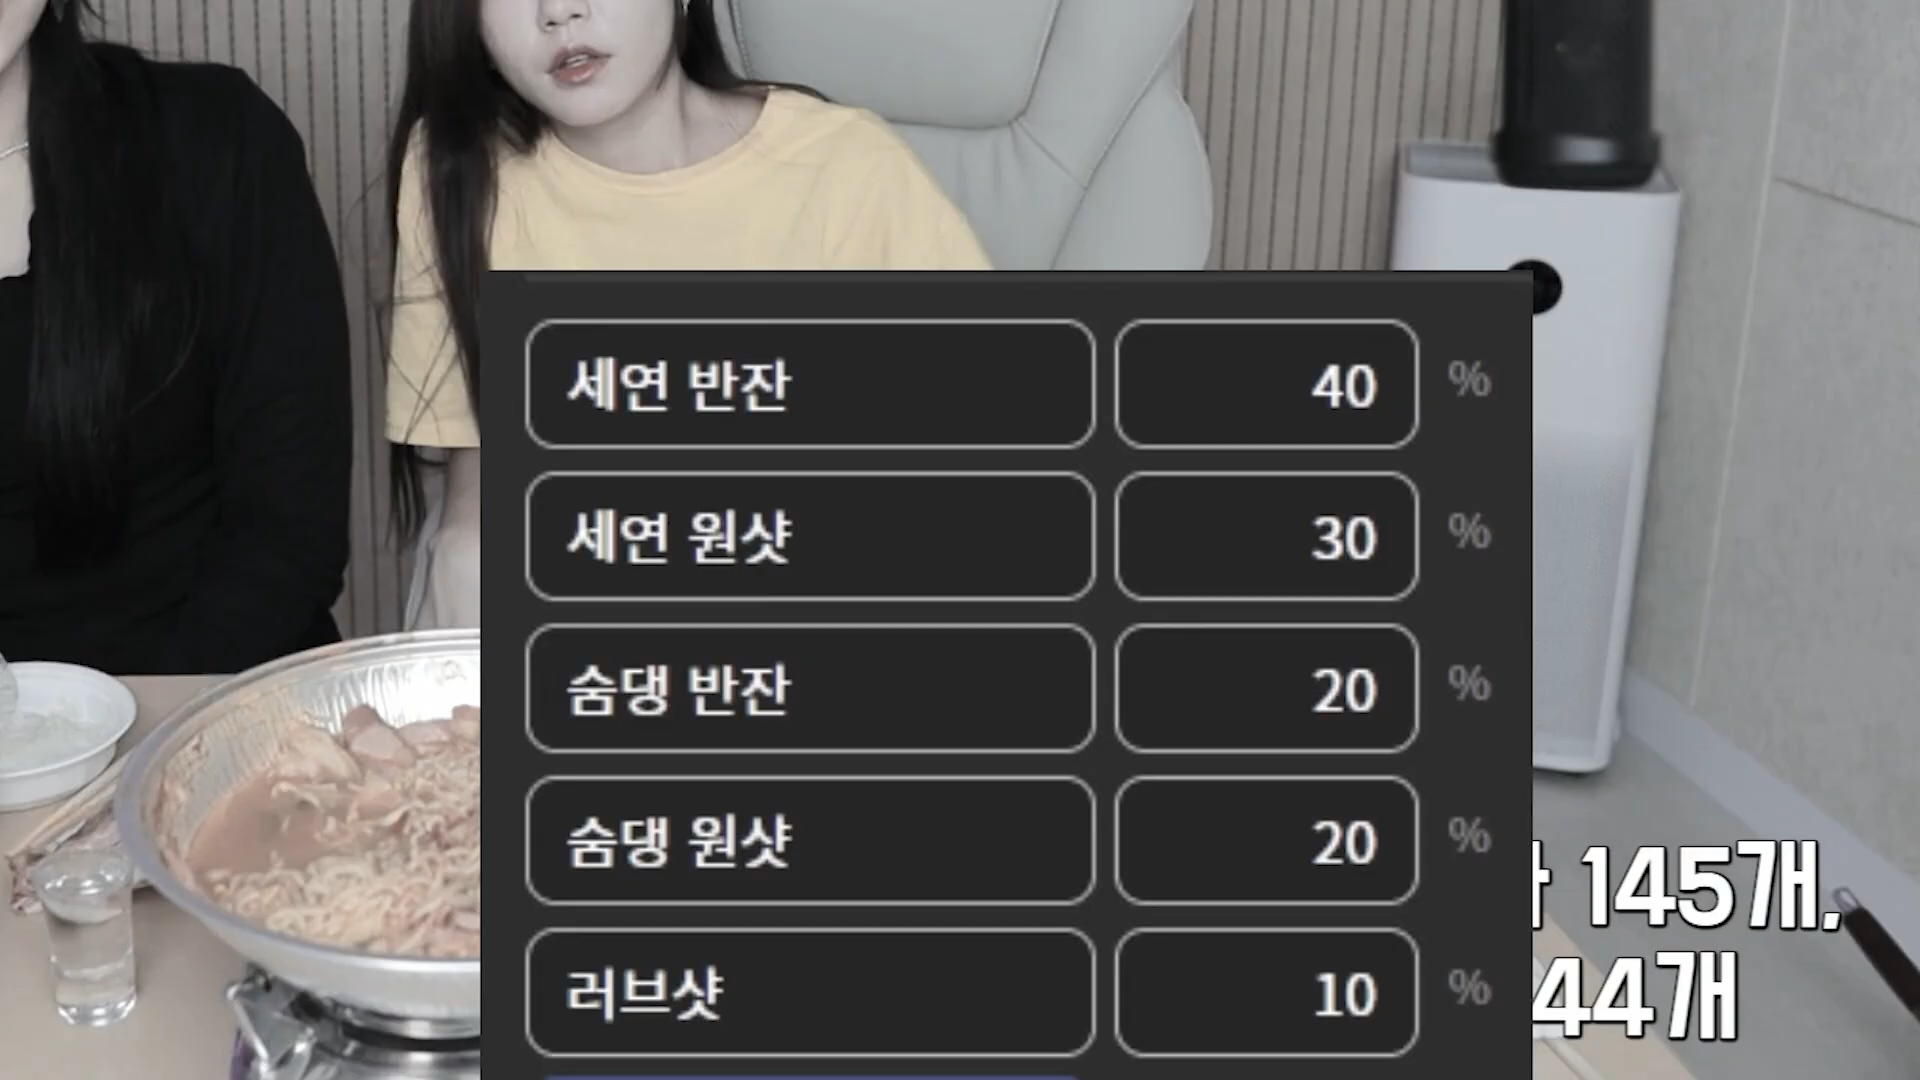 세연 반잔 40 %
세연 원샷 30 %
숨댕 반잔 20 %
숨댕 원샷 20 %
러브샷 10 %
145개.
44개